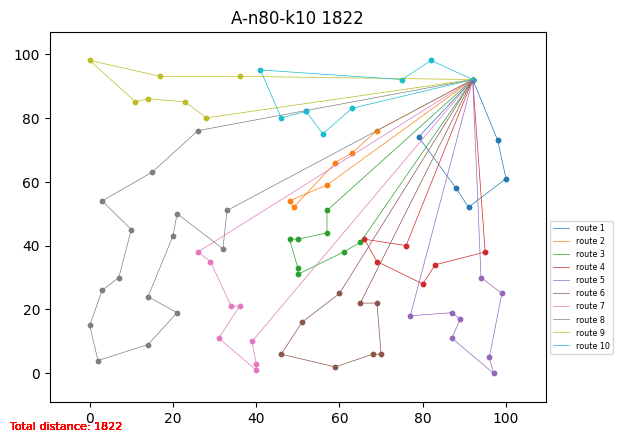 A-n80-k10 1822
100
80
60
40
20
0
0
20
40
60
80
100
route 1
route 2
route 3
route 4
route 5
route 6
route 7
route 8
route 9
route 10
Total distance: 1822